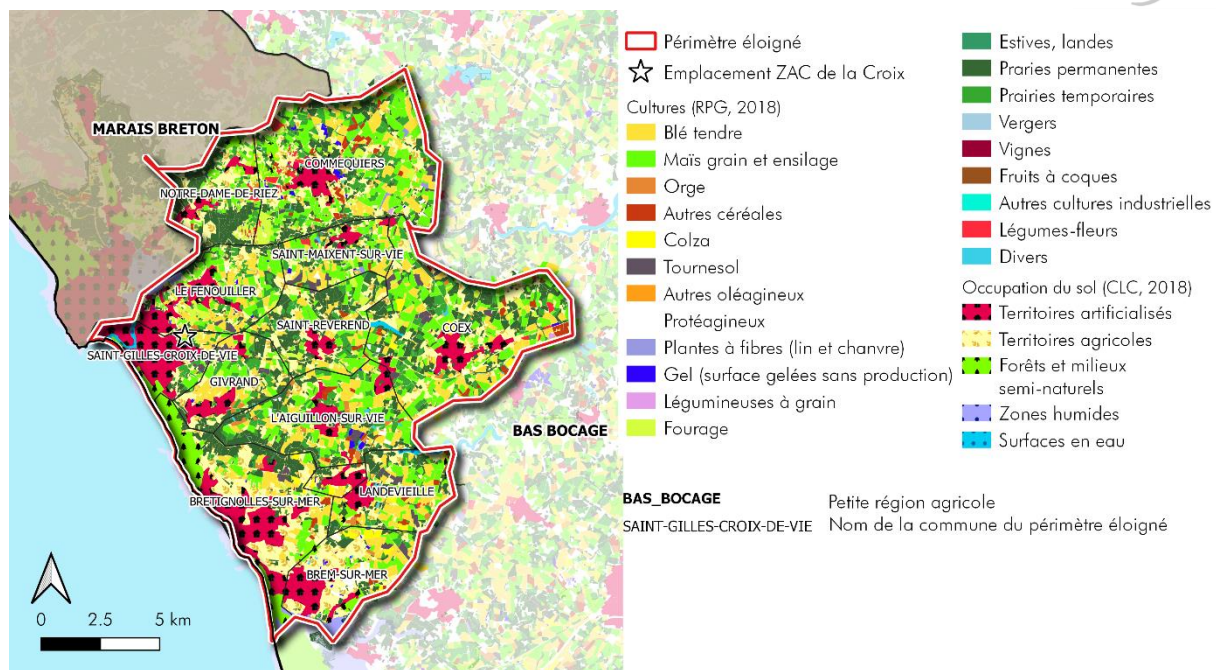 MARAIS BRETON
COMMEQUIERS
NOTRE-DAME-DE-RIEZ
SAINT-MAIXENT-SUR-VIE
LE FENOUILLER
SAINT-REVEREND
COEX
SAINT-GILLES-CROIX-DE-VIE
GIVRAND
L'AIGUILLON-SUR-VIE
BAS BOCAGE
BRETIGNOLLES-SUR-MER
LANDEVIEILLE
BREM-SUR-MER
0 2.5 5 km
Périmètre éloigné
Emplacement ZAC de la Croix
Cultures (RPG, 2018)
Blé tendre
Maïs grain et ensilage
Orge
Autres céréales
Colza
Tournesol
Autres oléagineux
Protéagineux
Plantes à fibres (lin et chanvre)
Gel (surface gelées sans production)
Légumineuses à grain
Fourage
Estives, landes
Praries permanentes
Prairies temporaires
Vergers
Vignes
Fruits à coques
Autres cultures industrielles
Légumes-fleurs
Divers
Occupation du sol (CLC, 2018)
Territoires artificialisés
Territoires agricoles
Forêts et milieux
semi-naturels
Zones humides
Surfaces en eau
BAS_BOCAGE Petite région agricole
SAINT-GILLES-CROIX-DE-VIE Nom de la commune du périmètre éloigné